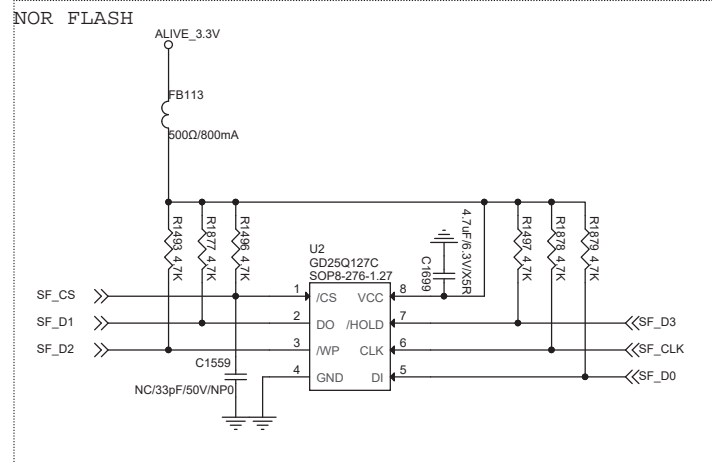 NOR FLASH
ALIVE_3.3V
FB113
500Ω/800mA
R1493 4.7K
R1877 4.7K
R1496 4.7K
4.7uF/6.3V/X5R
C1699
R1497 4.7K
R1878 4.7K
R1879 4.7K
U2
GD25Q127C
SOP8-276-1.27
SF_CS 1 /CS VCC 8
SF_D1 2 DO /HOLD 7 SF_D3
SF_D2 3 /WP CLK 6 SF_CLK
C1559
4 GND DI 5 SF_D0
NC/33pF/50V/NP0